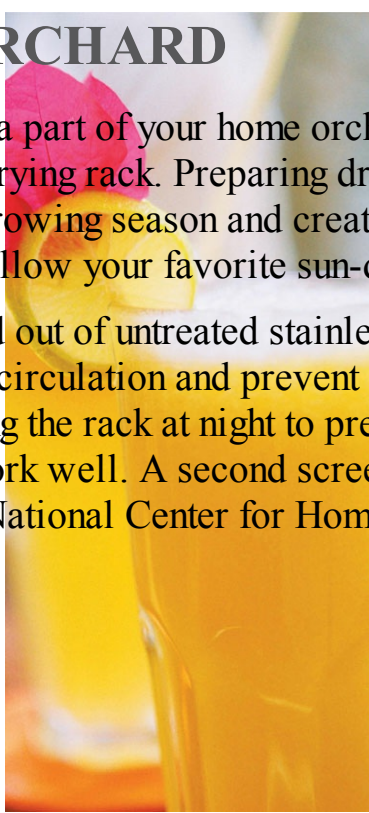 RCHARD
a part of your home orc
rying rack. Preparing dr
rowing season and creat
llow your favorite sun-
d out of untreated stainle
circulation and prevent
g the rack at night to pre
ork well. A second scree
National Center for Hom